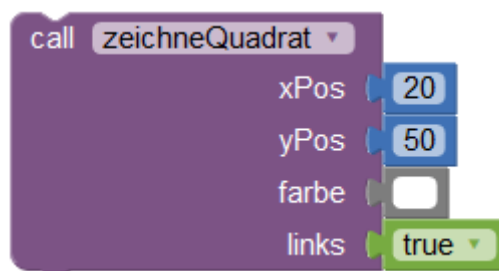 call zeichneQuadrat
xPos 20
yPos 50
farbe
links true